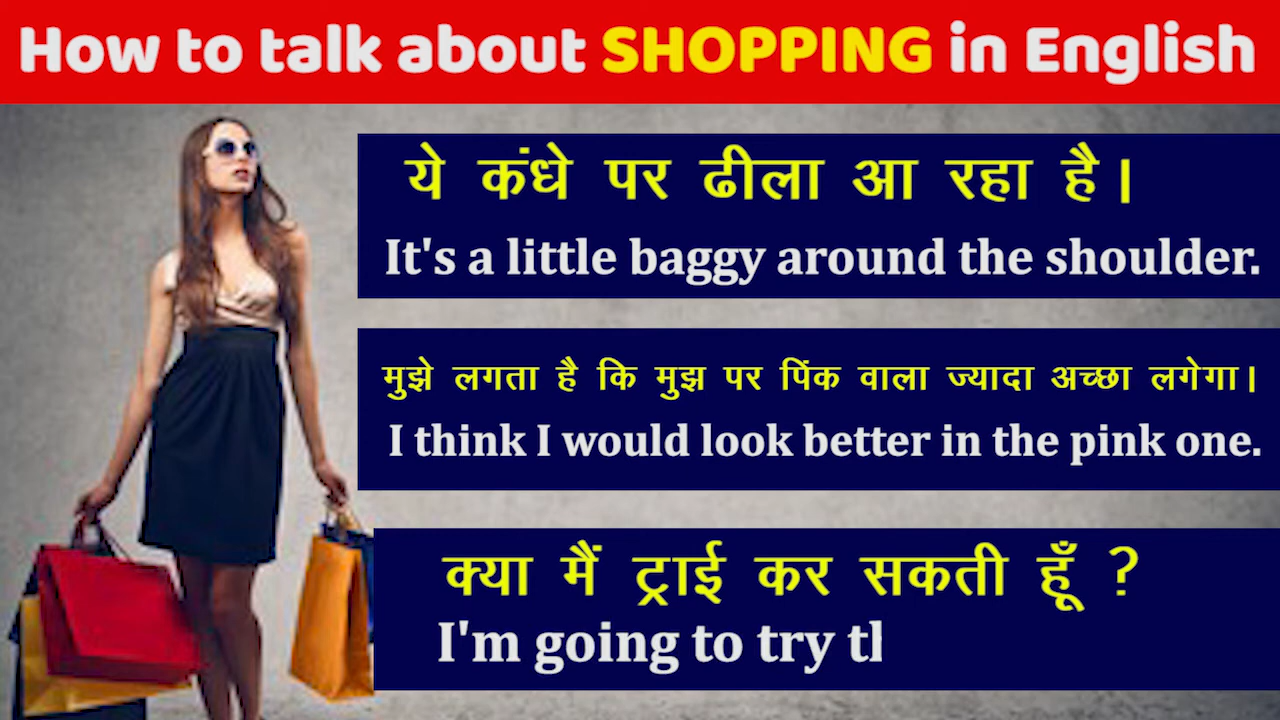 How to talk about SHOPPING in English
ये कंधे पर ढीला आ रहा है।
It's a little baggy around the shoulder.
मुझे लगता है कि मुझ पर पिंक वाला ज्यादा अच्छा लगेगा।
I think I would look better in the pink one.
क्या मैं ट्राई कर सकती हूँ ?
I'm going to try